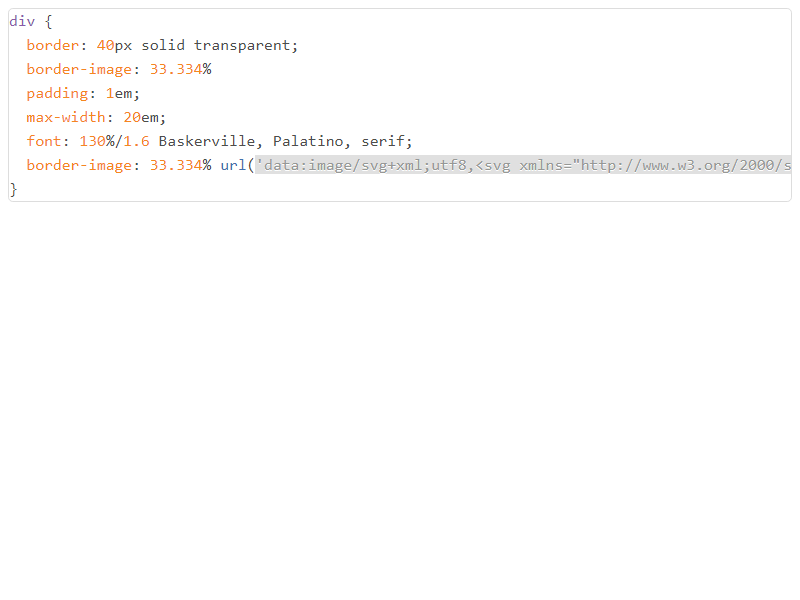 div {
  border: 40px solid transparent;
  border-image: 33.334%
  padding: 1em;
  max-width: 20em;
  font: 130%/1.6 Baskerville, Palatino, serif;
  border-image: 33.334% url('data:image/svg+xml;utf8,<svg xmlns="http://www.w3.org/2000/s
}